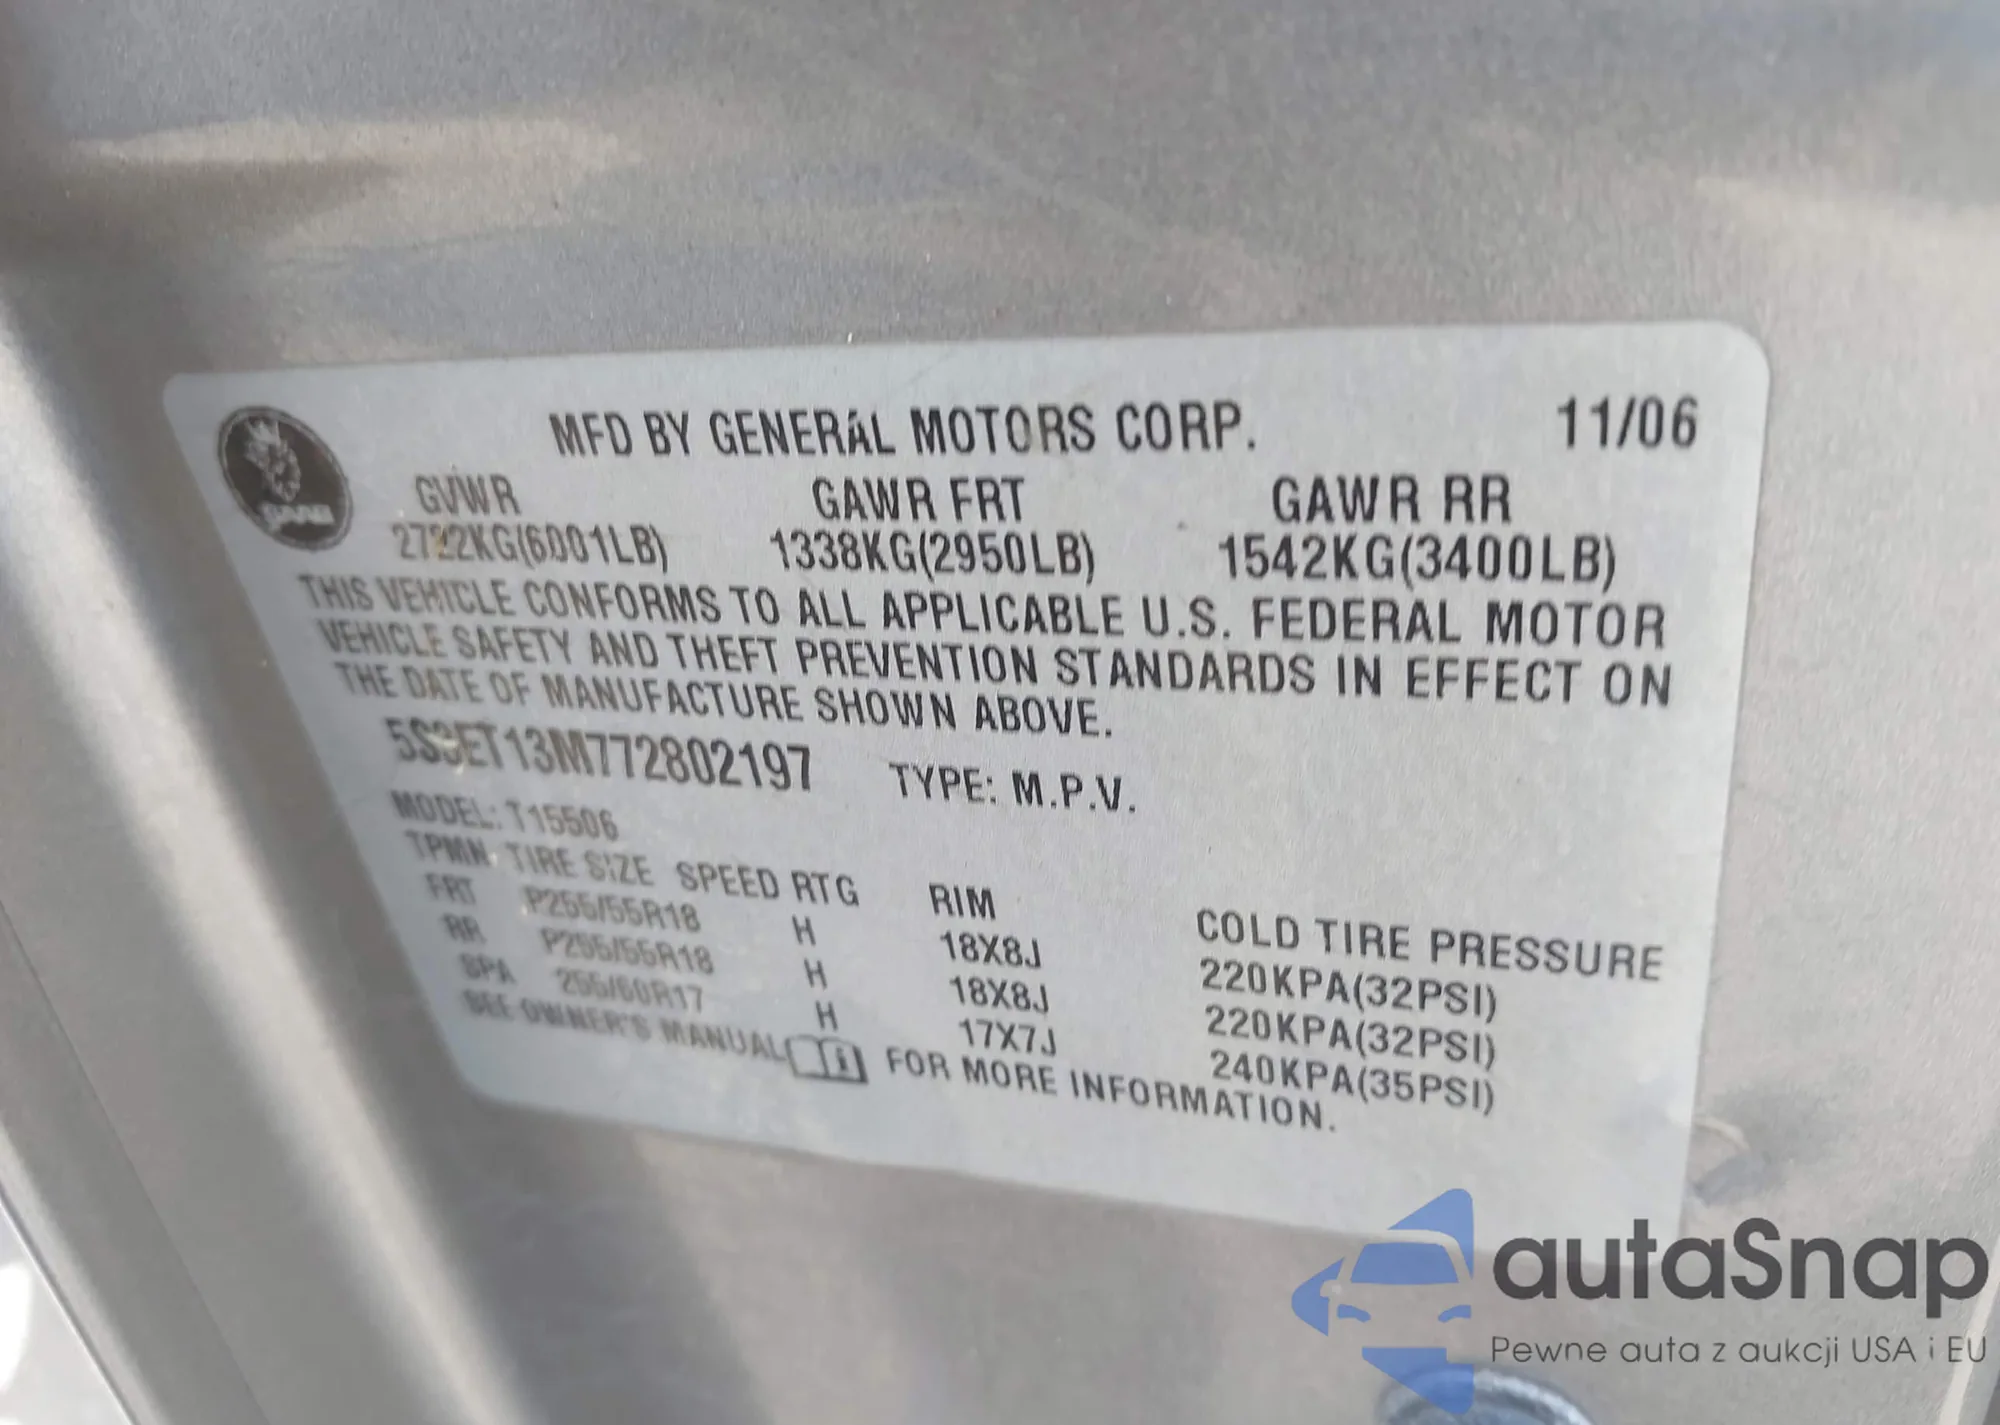 MFD BY GENERAL MOTORS CORP. 11/06
SAAB
GVWR GAWR FRT GAWR RR
2722KG(6001LB) 1338KG(2950LB) 1542KG(3400LB)
THIS VEHICLE CONFORMS TO ALL APPLICABLE U.S. FEDERAL MOTOR
VEHICLE SAFETY AND THEFT PREVENTION STANDARDS IN EFFECT ON
THE DATE OF MANUFACTURE SHOWN ABOVE.
5S3ET13M772802197 TYPE: M.P.V.
MODEL: T15506
TPMN TIRE SIZE SPEED RTG RIM COLD TIRE PRESSURE
FRT P255/55R18 H 18X8J 220KPA(32PSI)
RR P255/55R18 H 18X8J 220KPA(32PSI)
SPA 255/60R17 H 17X7J 240KPA(35PSI)
SEE OWNER'S MANUAL FOR MORE INFORMATION.
autaSnap
Pewne auta z aukcji USA i EU